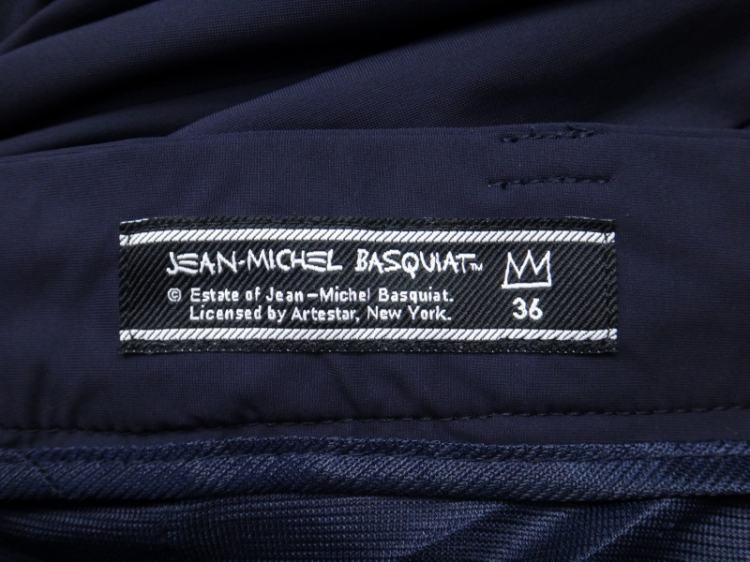 JEAN-MICHEL BASQUIAT™
© Estate of Jean-Michel Basquiat.
Licensed by Artestar, New York.
36